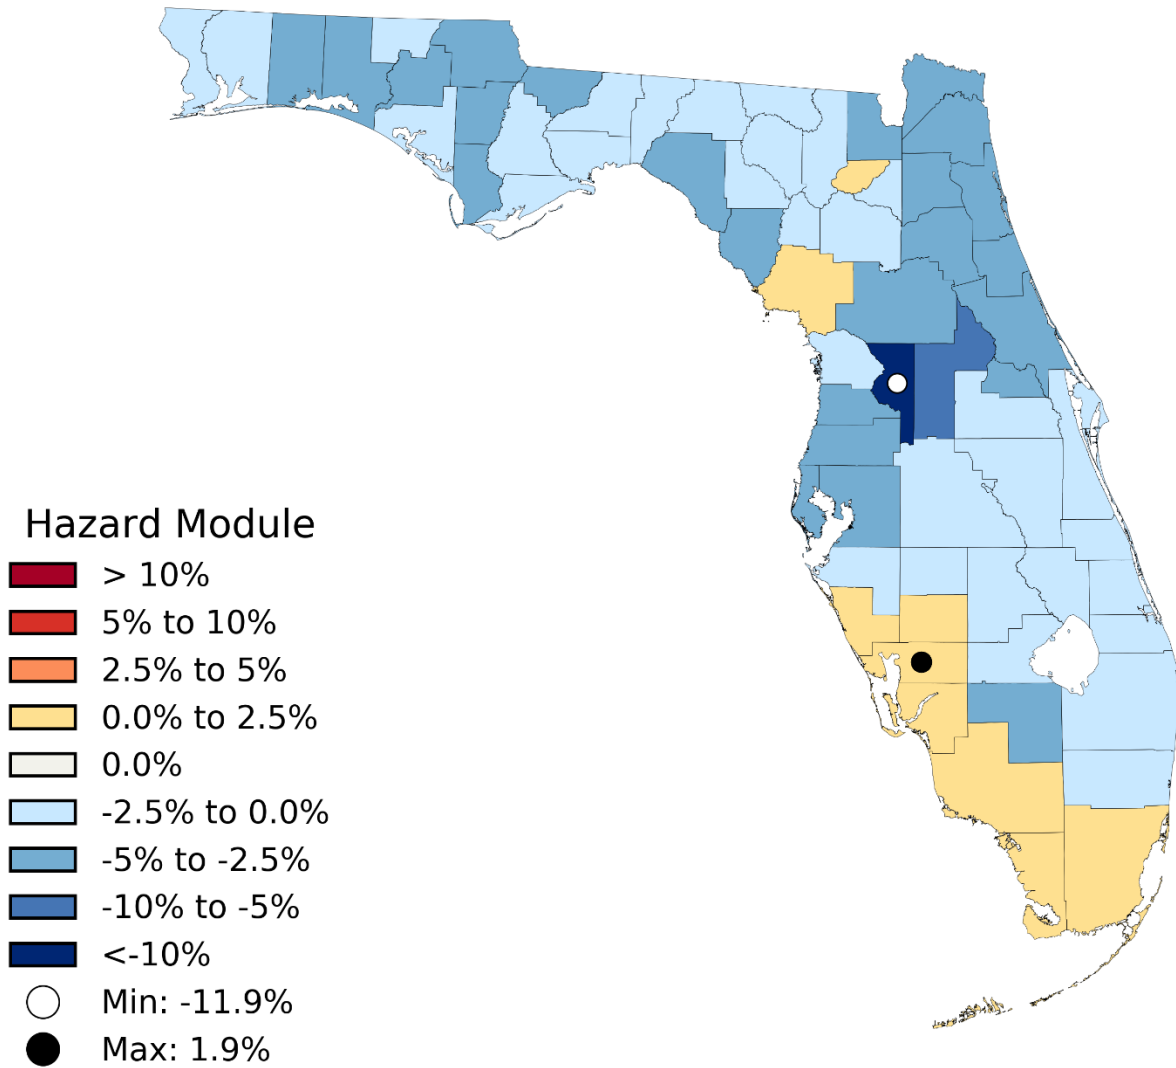 Hazard Module
> 10%
5% to 10%
2.5% to 5%
0.0% to 2.5%
0.0%
-2.5% to 0.0%
-5% to -2.5%
-10% to -5%
<-10%
Min: -11.9%
Max: 1.9%